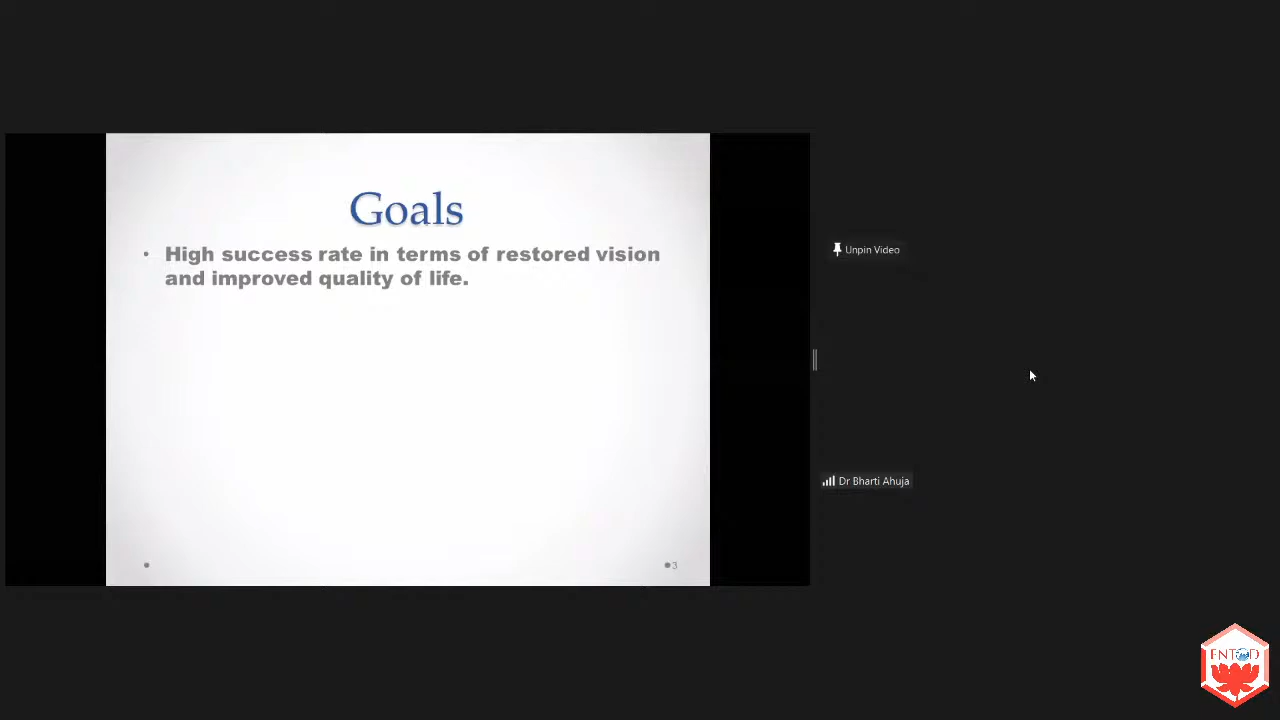 Goals
• High success rate in terms of restored vision
and improved quality of life.
3
Unpin Video
Dr Bharti Ahuja
ENTOD